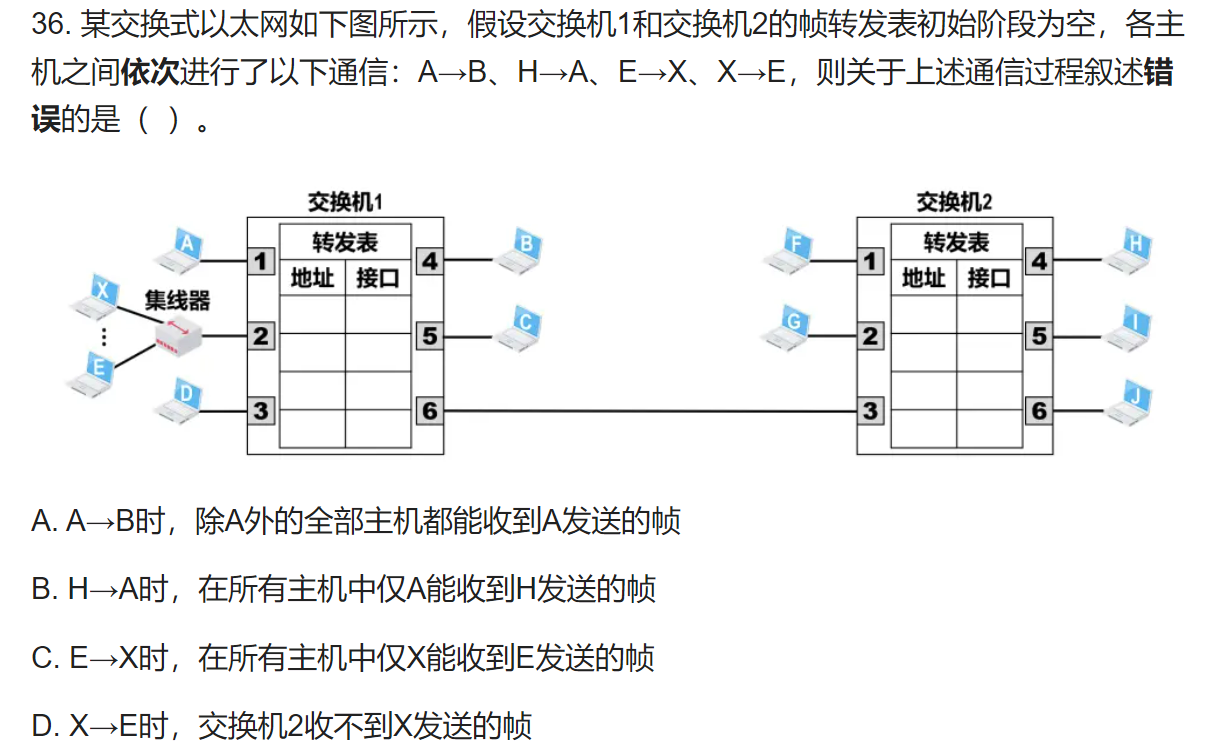 36. 某交换式以太网如下图所示，假设交换机1和交换机2的帧转发表初始阶段为空，各主
机之间依次进行了以下通信：A→B、H→A、E→X、X→E，则关于上述通信过程叙述错
误的是（ ）。
交换机1
交换机2
A
1
转发表
4
B
F
1
转发表
4
H
地址
接口
地址
接口
X
集线器
2
5
C
G
2
5
I
E
D
3
6
3
6
J
A. A→B时，除A外的全部主机都能收到A发送的帧
B. H→A时，在所有主机中仅A能收到H发送的帧
C. E→X时，在所有主机中仅X能收到E发送的帧
D. X→E时，交换机2收不到X发送的帧